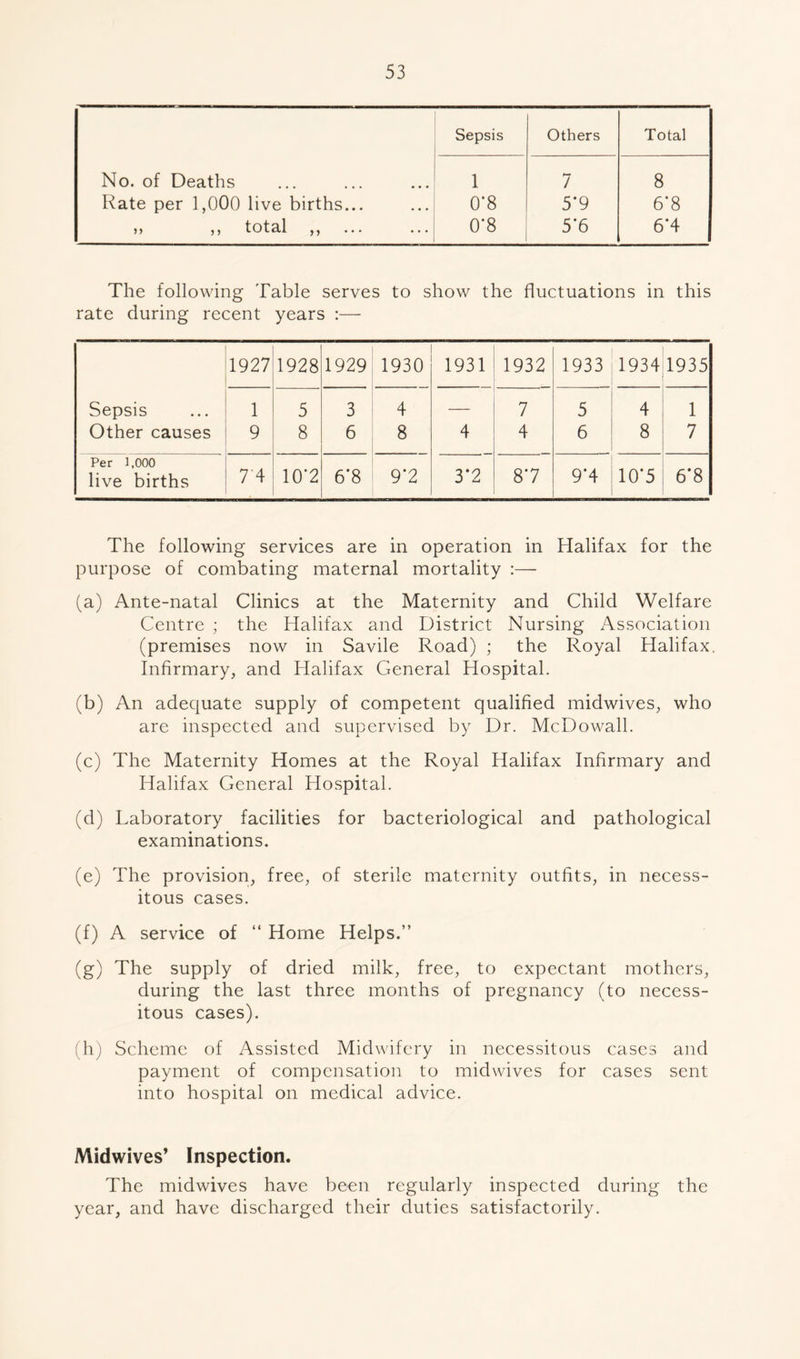 53
Sepsis Others Total
No. of Deaths ... ... ... 1 7 8
Rate per 1,000 live births... ... 0·8 5·9 6·8
,, ,, total ,, ... ... 0·8 5·6 6·4
The following Table serves to show the fluctuations in this
rate during recent years :—
1927 1928 1929 1930 1931 1932 1933 1934 1935
Sepsis ... 1 5 3 4 — 7 5 4 1
Other causes 9 8 6 8 4 4 6 8 7
Per 1,000
live births 7·4 10·2 6·8 9·2 3·2 8·7 9·4 10·5 6·8
The following services are in operation in Halifax for the
purpose of combating maternal mortality :—
(a) Ante-natal Clinics at the Maternity and Child Welfare
Centre ; the Halifax and District Nursing Association
(premises now in Savile Road) ; the Royal Halifax.
Infirmary, and Halifax General Hospital.
(b) An adequate supply of competent qualified midwives, who
are inspected and supervised by Dr. McDowall.
(c) The Maternity Homes at the Royal Halifax Infirmary and
Halifax General Hospital.
(d) Laboratory facilities for bacteriological and pathological
examinations.
(e) The provision, free, of sterile maternity outfits, in necess-
itous cases.
(f) A service of “ Home Helps.”
(g) The supply of dried milk, free, to expectant mothers,
during the last three months of pregnancy (to necess-
itous cases).
(h) Scheme of Assisted Midwifery in necessitous cases and
payment of compensation to midwives for cases sent
into hospital on medical advice.
Midwives’ Inspection.
The midwives have been regularly inspected during the
year, and have discharged their duties satisfactorily.